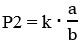 P2 = k · a/b